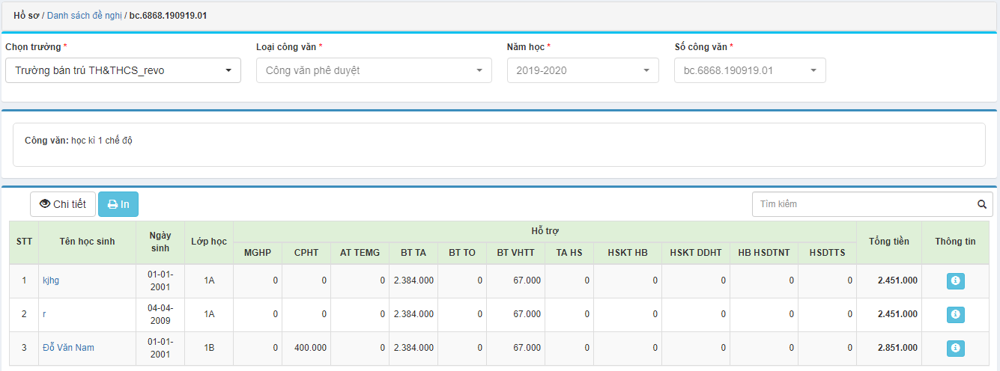 Hồ sơ / Danh sách đề nghị / bc.6868.190919.01
Chọn trường * Loại công văn * Năm học * Số công văn *
Trường bán trú TH&THCS_revo Công văn phê duyệt 2019-2020 bc.6868.190919.01
Công văn: học kì 1 chế độ
Chi tiết In Tìm kiếm
STT Tên học sinh Ngày sinh Lớp học Hỗ trợ Tổng tiền Thông tin
MGHP CPHT AT TEMG BT TA BT TO BT VHTT TA HS HSKT HB HSKT DDHT HB HSDTNT HSDTTS
1 kjhg 01-01-2001 1A 0 0 0 2.384.000 0 67.000 0 0 0 0 0 2.451.000
2 r 04-04-2009 1A 0 0 0 2.384.000 0 67.000 0 0 0 0 0 2.451.000
3 Đỗ Văn Nam 01-01-2001 1B 0 400.000 0 2.384.000 0 67.000 0 0 0 0 0 2.851.000